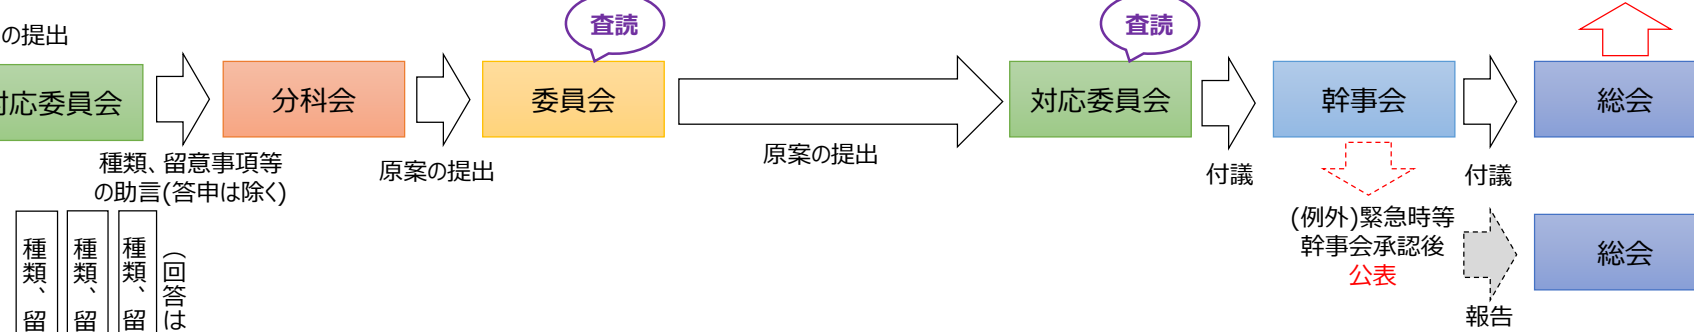 の提出
査読
査読
対応委員会
分科会
委員会
対応委員会
幹事会
総会
種類、留意事項等
の助言(答申は除く)
原案の提出
原案の提出
付議
付議
(例外)緊急時等
幹事会承認後
公表
総会
報告
種類、留
種類、留
種類、留
(回答は